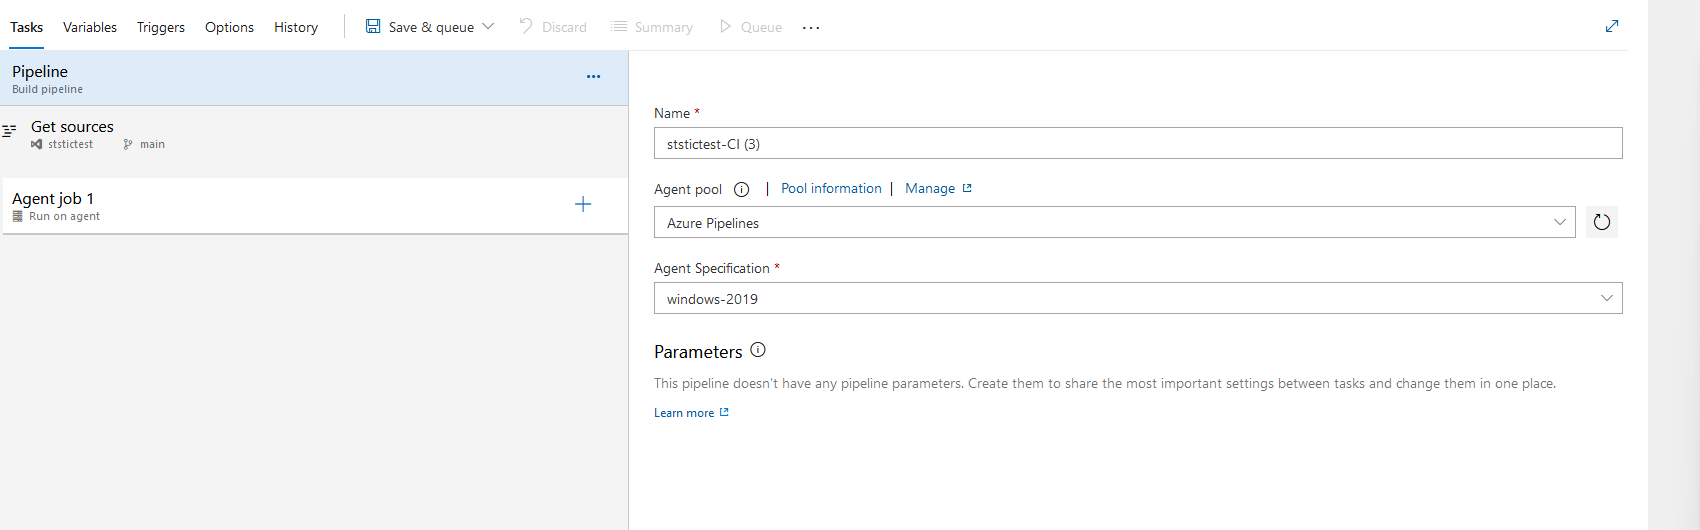 Tasks Variables Triggers Options History Save & queue Discard Summary Queue ...
Pipeline
Build pipeline
Get sources
ststictest main
Agent job 1
Run on agent
Name *
ststictest-CI (3)
Agent pool | Pool information | Manage
Azure Pipelines
Agent Specification *
windows-2019
Parameters
This pipeline doesn't have any pipeline parameters. Create them to share the most important settings between tasks and change them in one place.
Learn more